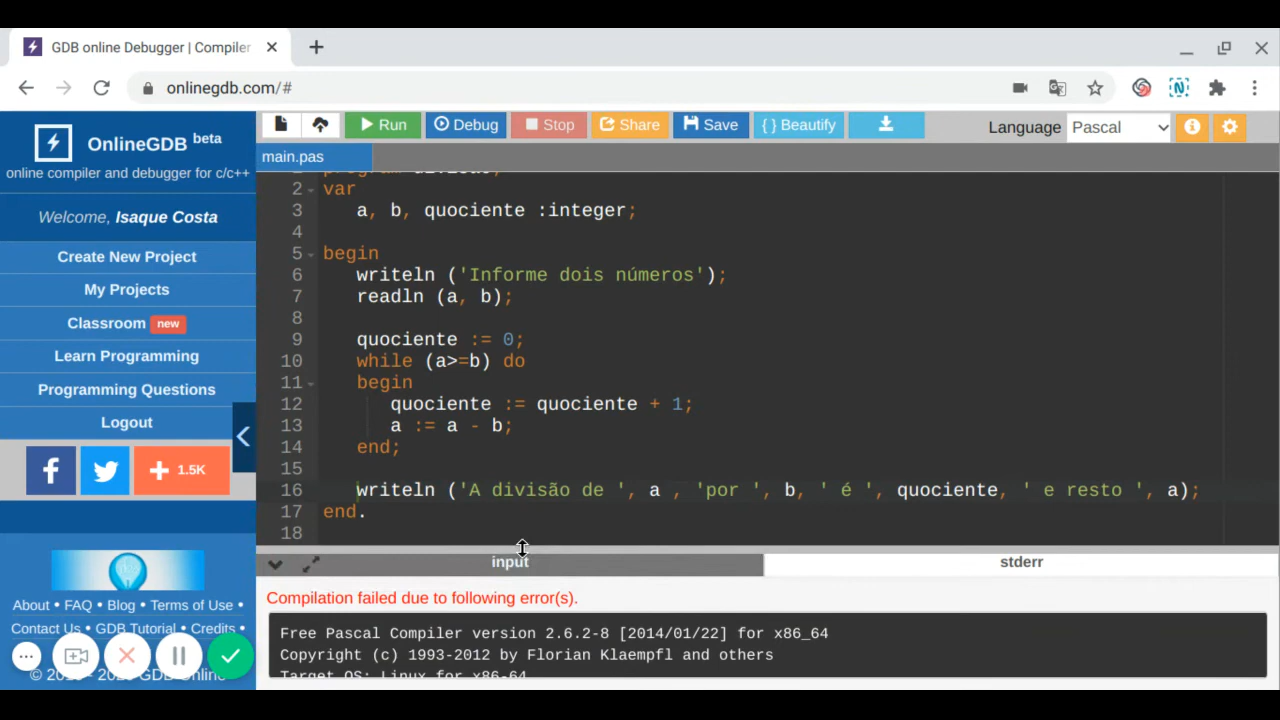 GDB online Debugger | Compiler
onlinegdb.com/#
OnlineGDB beta
online compiler and debugger for c/c++
Welcome, Isaque Costa
Create New Project
My Projects
Classroom new
Learn Programming
Programming Questions
Logout
1.5K
About • FAQ • Blog • Terms of Use •
Contact Us • GDB Tutorial • Credits •
GDB Online
Run
Debug
Stop
Share
Save
{ } Beautify
Language Pascal
main.pas
2 var
3 a, b, quociente :integer;
4
5 begin
6 writeln ('Informe dois números');
7 readln (a, b);
8
9 quociente := 0;
10 while (a>=b) do
11 begin
12 quociente := quociente + 1;
13 a := a - b;
14 end;
15
16 writeln ('A divisão de ', a , 'por ', b, ' é ', quociente, ' e resto ', a);
17 end.
18
input
stderr
Compilation failed due to following error(s).
Free Pascal Compiler version 2.6.2-8 [2014/01/22] for x86_64
Copyright (c) 1993-2012 by Florian Klaempfl and others
Target OS: Linux for x86-64